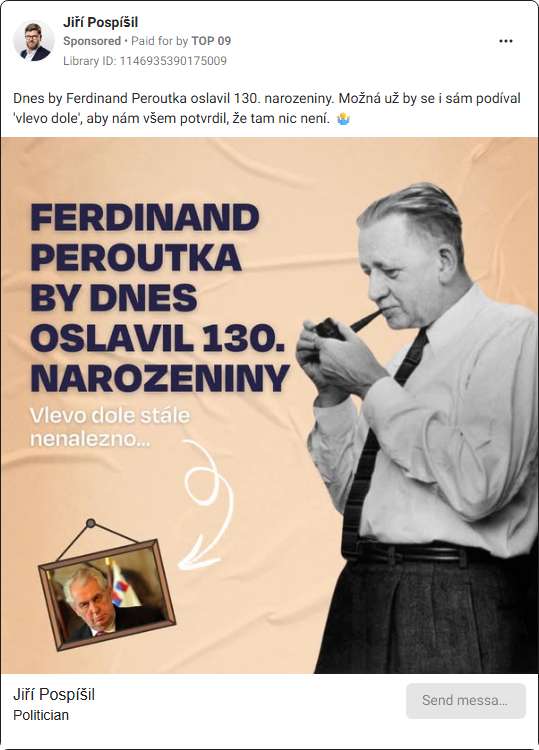 Jiří Pospíšil
Sponsored • Paid for by TOP 09
Library ID: 1146935390175009
Dnes by Ferdinand Peroutka oslavil 130. narozeniny. Možná už by se i sám podíval
'vlevo dole', aby nám všem potvrdil, že tam nic není. 🤷
FERDINAND
PEROUTKA
BY DNES
OSLAVIL 130.
NAROZENINY
Vlevo dole stále
nenalezno...
Jiří Pospíšil
Politician
Send messa...